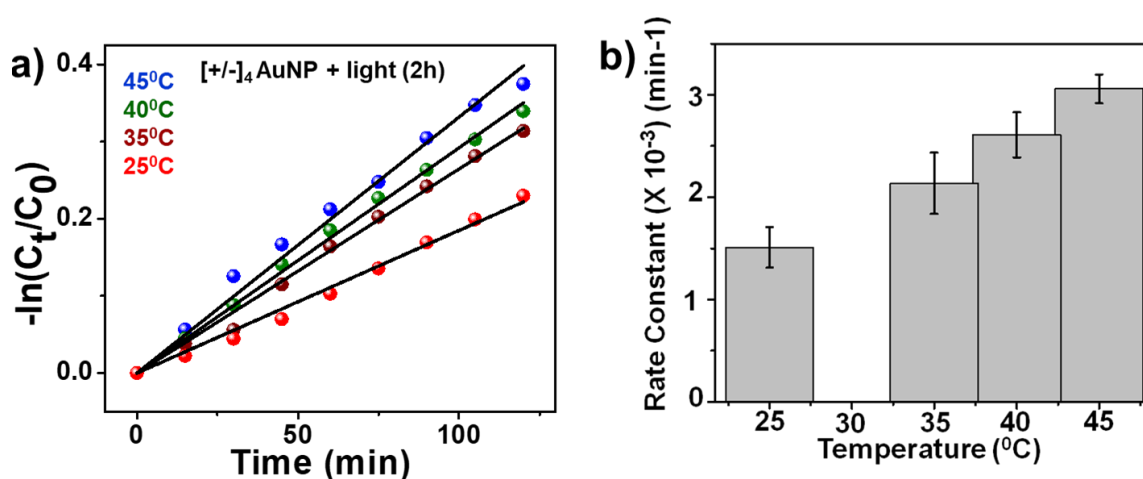 a)
[+/-]₄ AuNP + light (2h)
45⁰C
40⁰C
35⁰C
25⁰C
0.4
0.2
0.0
-ln(Cₜ/C₀)
0 50 100
Time (min)
b)
Rate Constant (X 10⁻³) (min-1)
3
2
1
0
25 30 35 40 45
Temperature (⁰C)